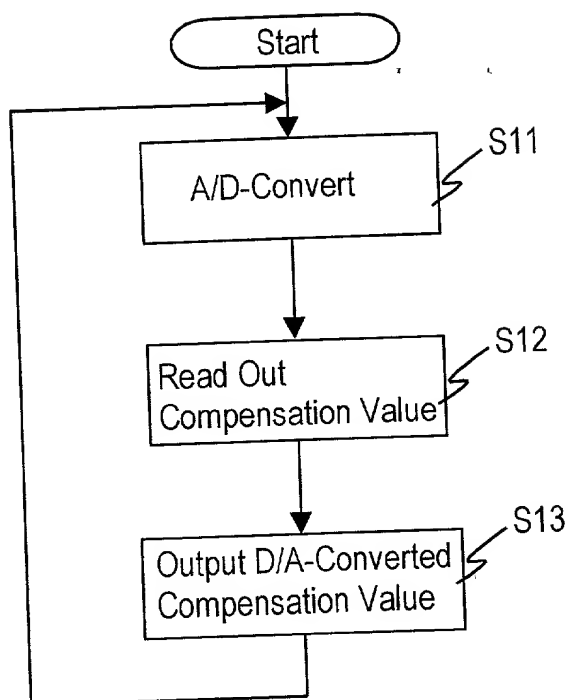 Start
A/D-Convert
S11
Read Out
Compensation Value
S12
Output D/A-Converted
Compensation Value
S13